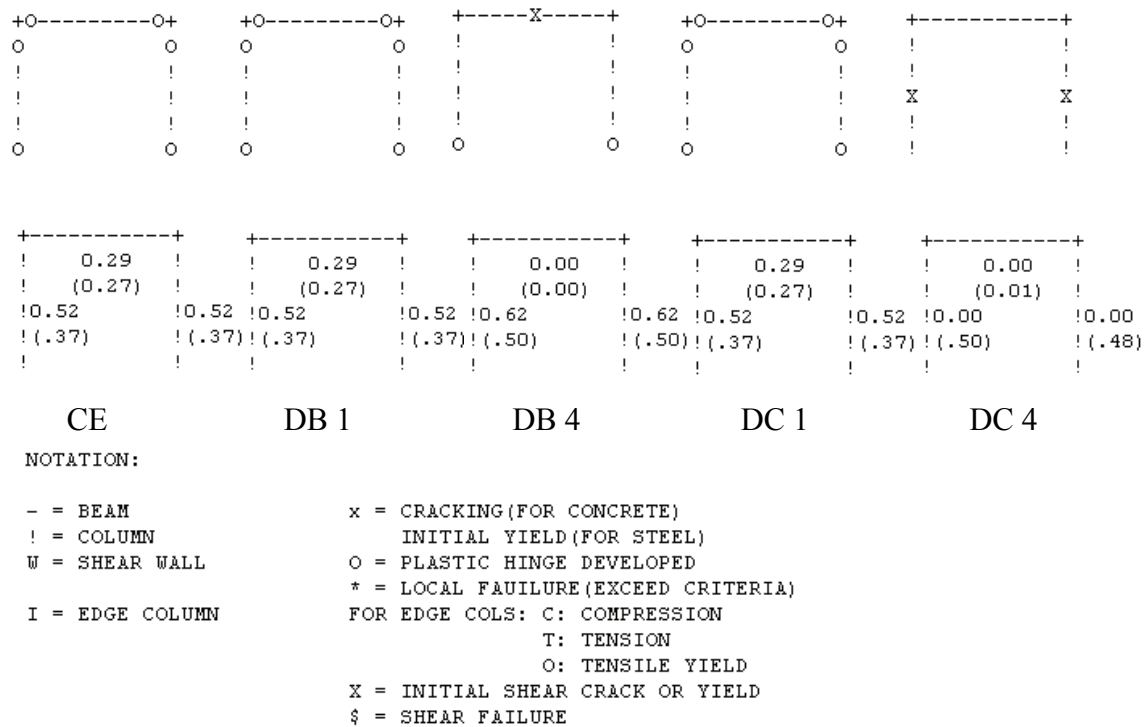 +O---------O+ +O---------O+ +-----X-----+ +O---------O+ +-----------+
O O O O ! ! O O ! !
! ! ! ! ! ! ! ! ! !
! ! ! ! ! ! ! ! X X
! ! ! ! ! ! ! ! ! !
O O O O O O O O ! !
+-----------+ +-----------+ +-----------+ +-----------+ +-----------+
! 0.29 ! ! 0.29 ! ! 0.00 ! ! 0.29 ! ! 0.00 !
! (0.27) ! ! (0.27) ! ! (0.00) ! ! (0.27) ! ! (0.01) !
!0.52 !0.52 !0.52 !0.52 !0.62 !0.62 !0.52 !0.52 !0.00 !0.00
!(.37) !(.37)!(.37) !(.37)!(.50) !(.50)!(.37) !(.37)!(.50) !(.48)
! ! ! ! ! ! ! ! ! !
CE DB 1 DB 4 DC 1 DC 4
NOTATION:
- = BEAM x = CRACKING(FOR CONCRETE)
! = COLUMN INITIAL YIELD(FOR STEEL)
W = SHEAR WALL O = PLASTIC HINGE DEVELOPED
* = LOCAL FAUILURE(EXCEED CRITERIA)
I = EDGE COLUMN FOR EDGE COLS: C: COMPRESSION
T: TENSION
O: TENSILE YIELD
X = INITIAL SHEAR CRACK OR YIELD
$ = SHEAR FAILURE